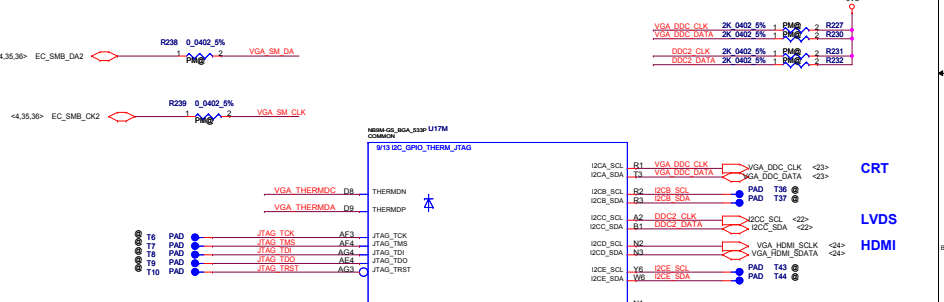 R238 0_0402_5%
4,35,36> EC_SMB_DA2 1 PM@ 2 VGA_SM_DA
R239 0_0402_5%
<4,35,36> EC_SMB_CK2 1 PM@ 2 VGA_SM_CLK
VGA_DDC_CLK 2K_0402_5% 1 PM@ 2 R227
VGA_DDC_DATA 2K_0402_5% 1 2 R230
DDC2_CLK 2K_0402_5% 1 PM@ 2 R231
DDC2_DATA 2K_0402_5% 1 2 R232
NB9M-GS_BGA_533P U17M
COMMON
9/13 I2C_GPIO_THERM_JTAG
VGA_THERMDC D8 THERMDN
VGA_THERMDA D9 THERMDP
@ T6 PAD JTAG_TCK AF3 JTAG_TCK
@ T7 PAD JTAG_TMS AF4 JTAG_TMS
@ T8 PAD JTAG_TDI AG4 JTAG_TDI
@ T9 PAD JTAG_TDO AE4 JTAG_TDO
@ T10 PAD JTAG_TRST AG3 JTAG_TRST
I2CA_SCL R1 VGA_DDC_CLK VGA_DDC_CLK <23> CRT
I2CA_SDA T3 VGA_DDC_DATA VGA_DDC_DATA <23>
I2CB_SCL R2 I2CB_SCL PAD T36 @
I2CB_SDA R3 I2CB_SDA PAD T37 @
I2CC_SCL A2 DDC2_CLK I2CC_SCL <22> LVDS
I2CC_SDA B1 DDC2_DATA I2CC_SDA <22>
I2CD_SCL N2 VGA_HDMI_SCLK <24> HDMI
I2CD_SDA N3 VGA_HDMI_SDATA <24>
I2CE_SCL Y6 I2CE_SCL PAD T43 @
I2CE_SDA W6 I2CE_SDA PAD T44 @